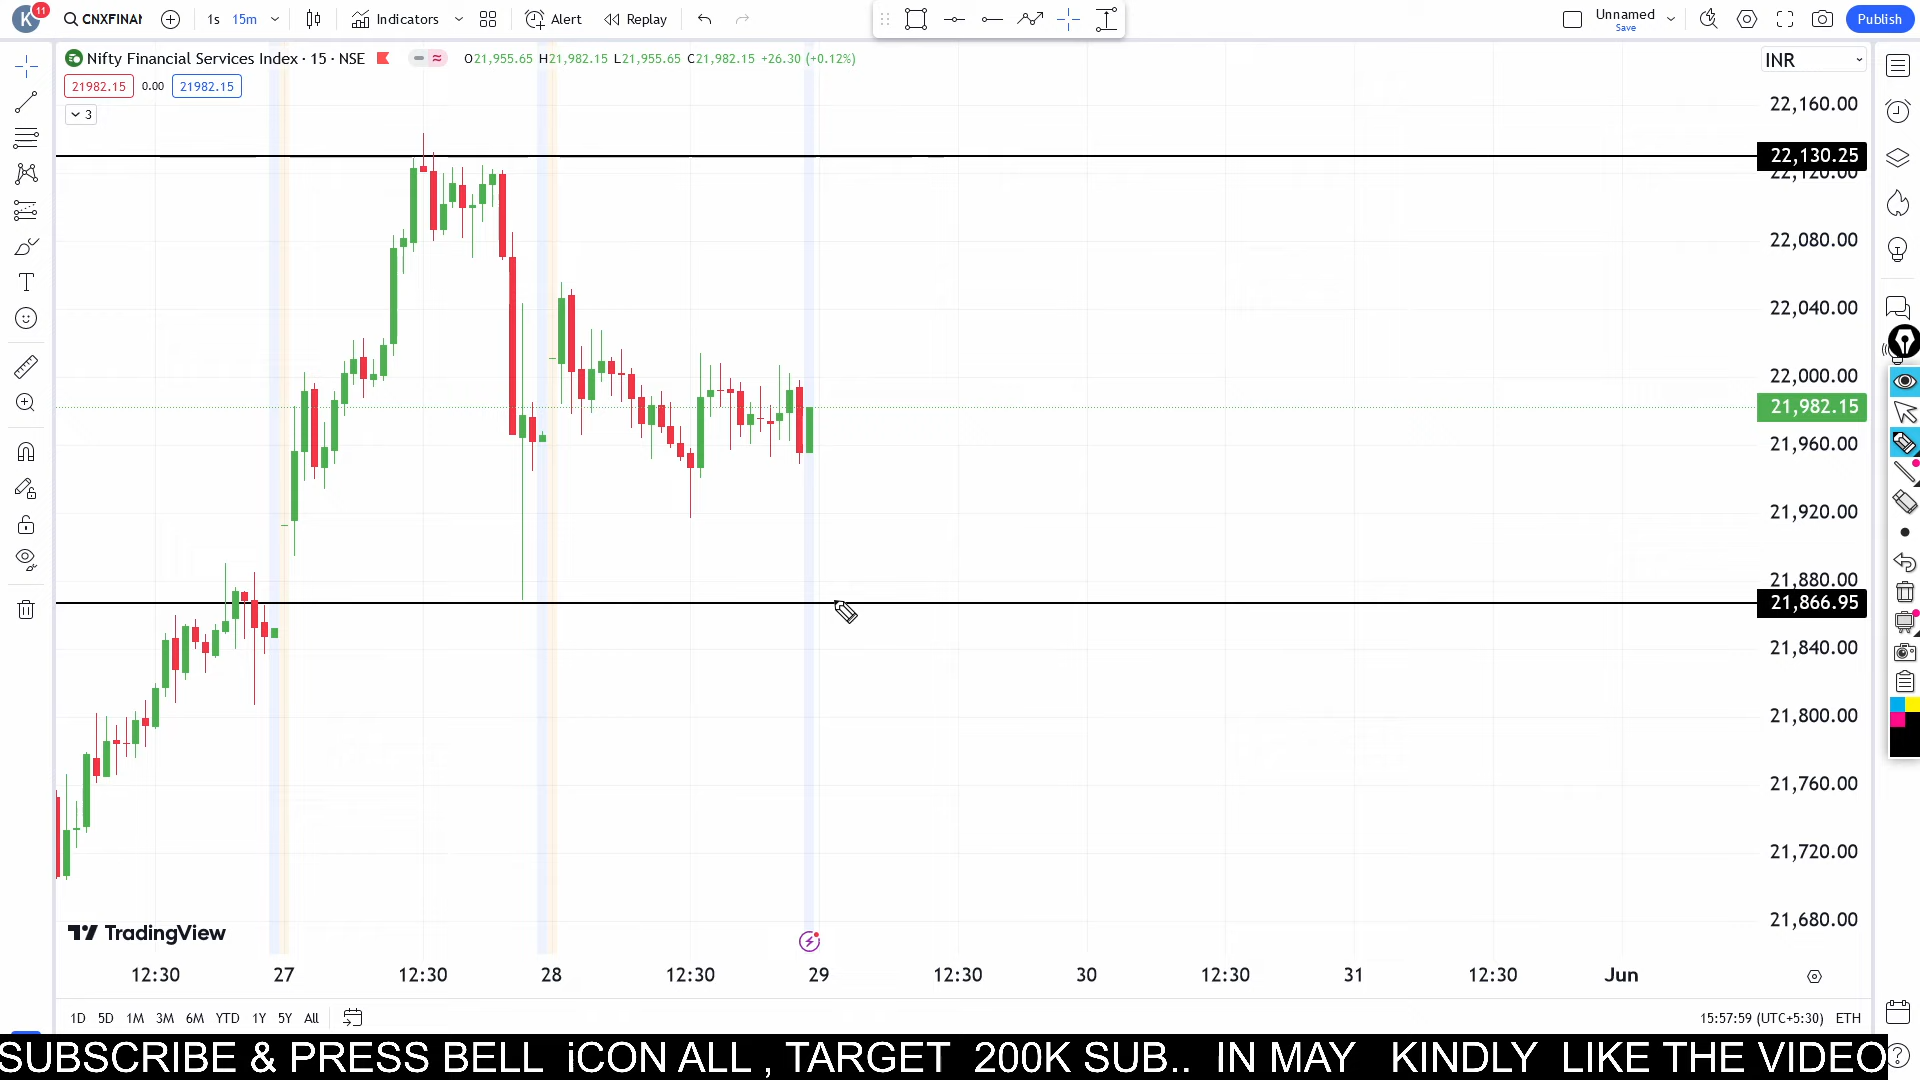 K 11 CNXFINAN 1s 15m Indicators Alert Replay Unnamed Save Publish
Nifty Financial Services Index · 15 · NSE O21,955.65 H21,982.15 L21,955.65 C21,982.15 +26.30 (+0.12%) INR
21982.15 0.00 21982.15
3
22,160.00
22,130.25
22,120.00
22,080.00
22,040.00
22,000.00
21,982.15
21,960.00
21,920.00
21,880.00
21,866.95
21,840.00
21,800.00
21,760.00
21,720.00
21,680.00
TradingView
12:30 27 12:30 28 12:30 29 12:30 30 12:30 31 12:30 Jun
1D 5D 1M 3M 6M YTD 1Y 5Y All 15:57:59 (UTC+5:30) ETH
SUBSCRIBE & PRESS BELL iCON ALL , TARGET 200K SUB.. IN MAY KINDLY LIKE THE VIDEO